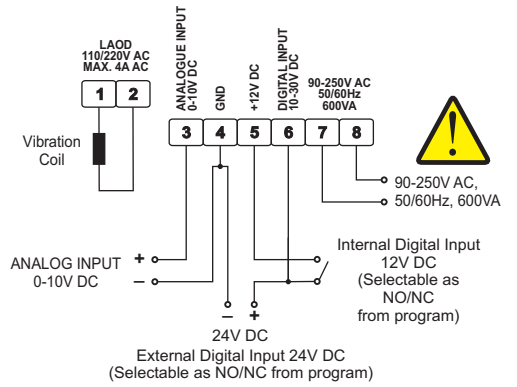 LAOD
110/220V AC
MAX. 4A AC
1 2
Vibration
Coil
ANALOGUE INPUT
0-10V DC
GND
+12V DC
DIGITAL INPUT
10-30V DC
90-250V AC
50/60Hz
600VA
3 4 5 6 7 8
90-250V AC,
50/60Hz, 600VA
ANALOG INPUT
0-10V DC
+
–
Internal Digital Input
12V DC
(Selectable as
NO/NC
from program)
– +
24V DC
External Digital Input 24V DC
(Selectable as NO/NC from program)